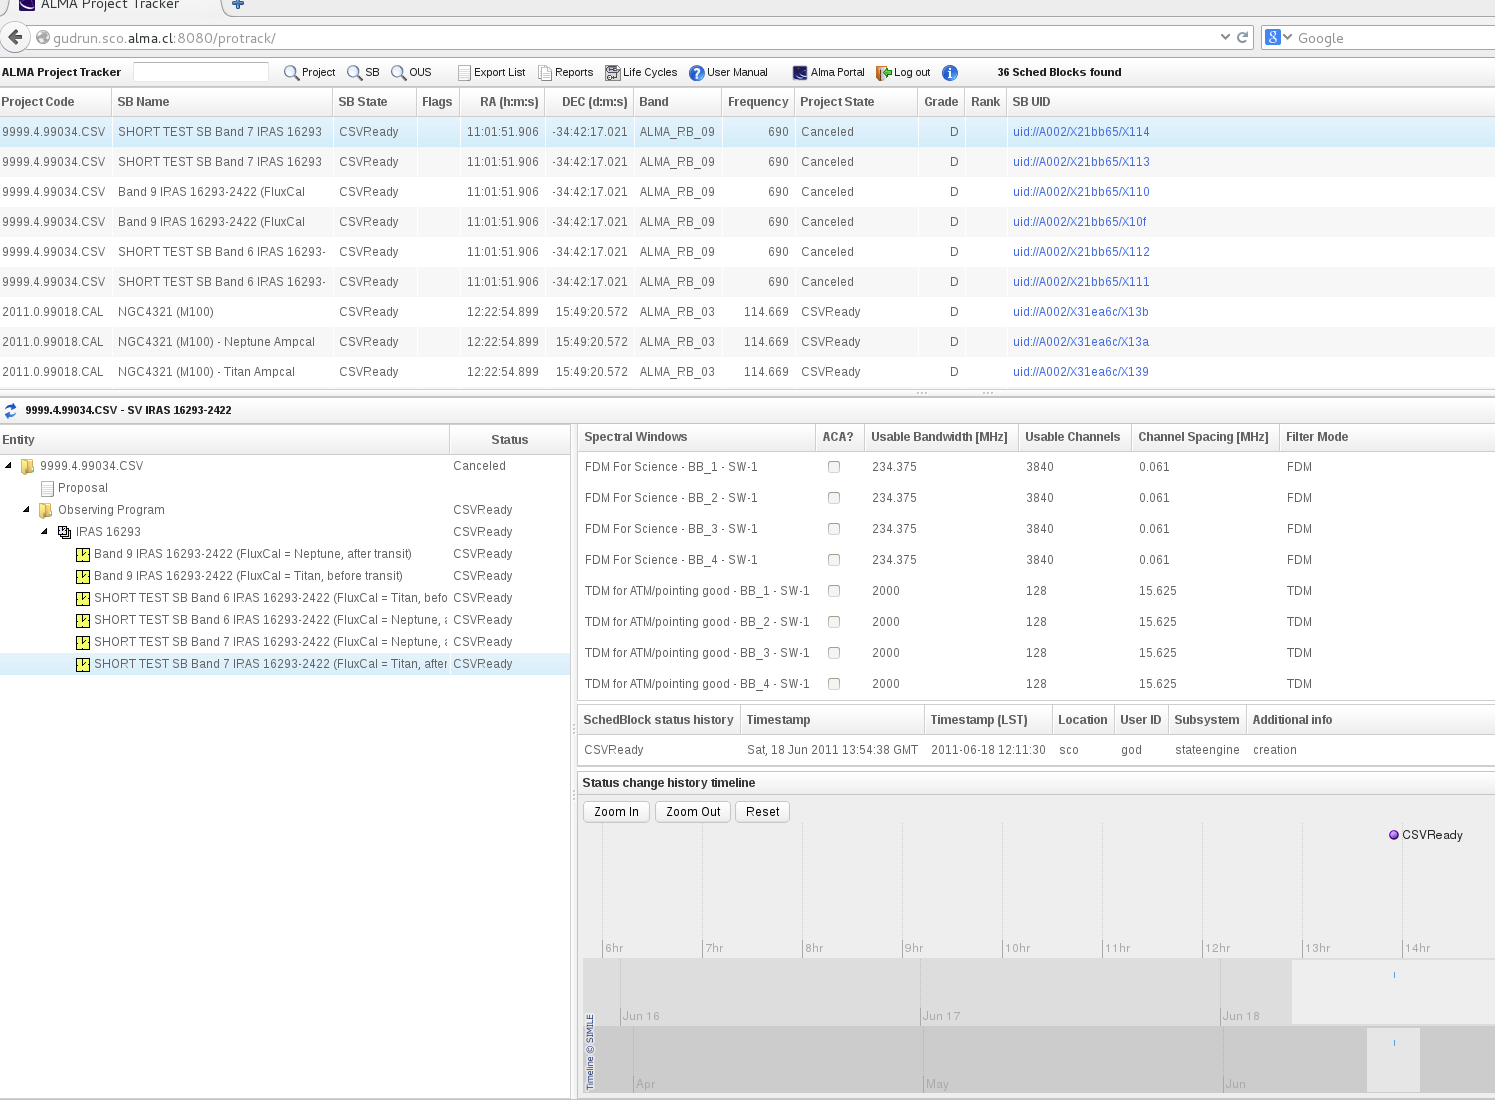 ALMA Project Tracker
gudrun.sco.alma.cl:8080/protrack/
Google
ALMA Project Tracker Project SB OUS Export List Reports Life Cycles User Manual Alma Portal Log out 36 Sched Blocks found
Project Code SB Name SB State Flags RA (h:m:s) DEC (d:m:s) Band Frequency Project State Grade Rank SB UID
9999.4.99034.CSV SHORT TEST SB Band 7 IRAS 16293 CSVReady 11:01:51.906 -34:42:17.021 ALMA_RB_09 690 Canceled D uid://A002/X21bb65/X114
9999.4.99034.CSV SHORT TEST SB Band 7 IRAS 16293 CSVReady 11:01:51.906 -34:42:17.021 ALMA_RB_09 690 Canceled D uid://A002/X21bb65/X113
9999.4.99034.CSV Band 9 IRAS 16293-2422 (FluxCal CSVReady 11:01:51.906 -34:42:17.021 ALMA_RB_09 690 Canceled D uid://A002/X21bb65/X110
9999.4.99034.CSV Band 9 IRAS 16293-2422 (FluxCal CSVReady 11:01:51.906 -34:42:17.021 ALMA_RB_09 690 Canceled D uid://A002/X21bb65/X10f
9999.4.99034.CSV SHORT TEST SB Band 6 IRAS 16293- CSVReady 11:01:51.906 -34:42:17.021 ALMA_RB_09 690 Canceled D uid://A002/X21bb65/X112
9999.4.99034.CSV SHORT TEST SB Band 6 IRAS 16293- CSVReady 11:01:51.906 -34:42:17.021 ALMA_RB_09 690 Canceled D uid://A002/X21bb65/X111
2011.0.99018.CAL NGC4321 (M100) CSVReady 12:22:54.899 15:49:20.572 ALMA_RB_03 114.669 CSVReady D uid://A002/X31ea6c/X13b
2011.0.99018.CAL NGC4321 (M100) - Neptune Ampcal CSVReady 12:22:54.899 15:49:20.572 ALMA_RB_03 114.669 CSVReady D uid://A002/X31ea6c/X13a
2011.0.99018.CAL NGC4321 (M100) - Titan Ampcal CSVReady 12:22:54.899 15:49:20.572 ALMA_RB_03 114.669 CSVReady D uid://A002/X31ea6c/X139
9999.4.99034.CSV - SV IRAS 16293-2422
Entity Status
9999.4.99034.CSV Canceled
Proposal
Observing Program CSVReady
IRAS 16293 CSVReady
Band 9 IRAS 16293-2422 (FluxCal = Neptune, after transit) CSVReady
Band 9 IRAS 16293-2422 (FluxCal = Titan, before transit) CSVReady
SHORT TEST SB Band 6 IRAS 16293-2422 (FluxCal = Titan, befo CSVReady
SHORT TEST SB Band 6 IRAS 16293-2422 (FluxCal = Neptune, a CSVReady
SHORT TEST SB Band 7 IRAS 16293-2422 (FluxCal = Neptune, a CSVReady
SHORT TEST SB Band 7 IRAS 16293-2422 (FluxCal = Titan, after CSVReady
Spectral Windows ACA? Usable Bandwidth [MHz] Usable Channels Channel Spacing [MHz] Filter Mode
FDM For Science - BB_1 - SW-1 234.375 3840 0.061 FDM
FDM For Science - BB_2 - SW-1 234.375 3840 0.061 FDM
FDM For Science - BB_3 - SW-1 234.375 3840 0.061 FDM
FDM For Science - BB_4 - SW-1 234.375 3840 0.061 FDM
TDM for ATM/pointing good - BB_1 - SW-1 2000 128 15.625 TDM
TDM for ATM/pointing good - BB_2 - SW-1 2000 128 15.625 TDM
TDM for ATM/pointing good - BB_3 - SW-1 2000 128 15.625 TDM
TDM for ATM/pointing good - BB_4 - SW-1 2000 128 15.625 TDM
SchedBlock status history Timestamp Timestamp (LST) Location User ID Subsystem Additional info
CSVReady Sat, 18 Jun 2011 13:54:38 GMT 2011-06-18 12:11:30 sco god stateengine creation
Status change history timeline
Zoom In Zoom Out Reset
CSVReady
6hr 7hr 8hr 9hr 10hr 11hr 12hr 13hr 14hr
Jun 16 Jun 17 Jun 18
Apr May Jun
Timeline © SIMILE